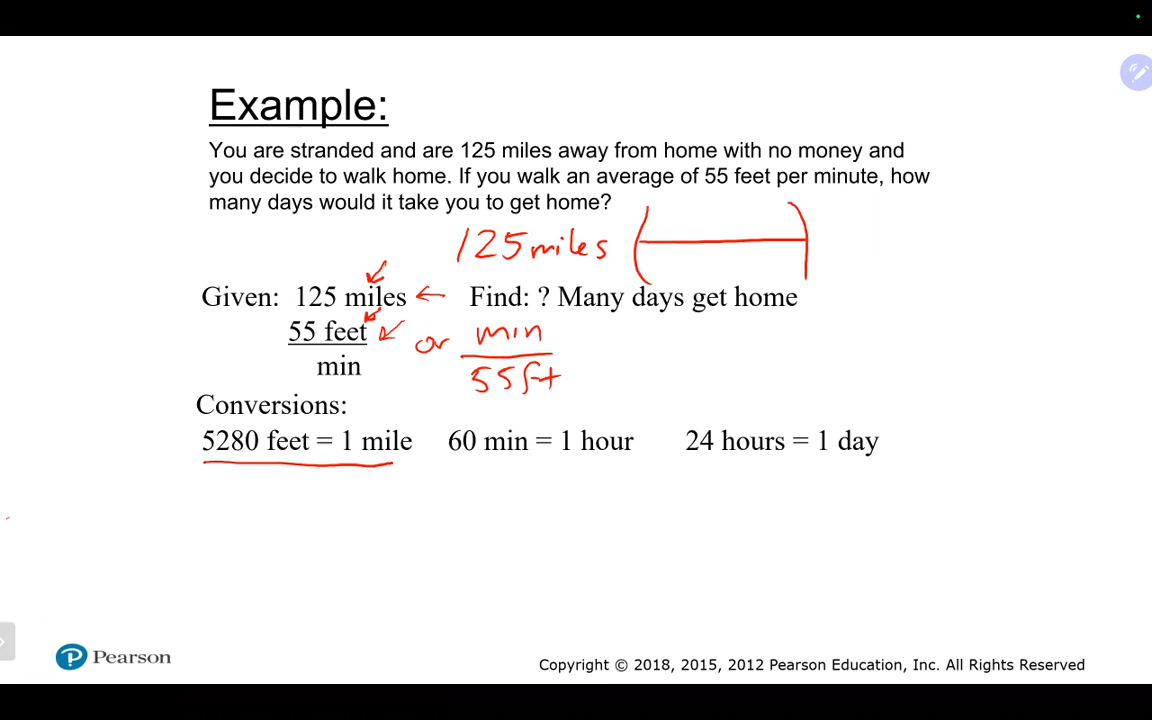 Example:
You are stranded and are 125 miles away from home with no money and
you decide to walk home. If you walk an average of 55 feet per minute, how
many days would it take you to get home?
125 miles
Given: 125 miles Find: ? Many days get home
55 feet or min
min 55 ft
Conversions:
5280 feet = 1 mile 60 min = 1 hour 24 hours = 1 day
P Pearson
Copyright © 2018, 2015, 2012 Pearson Education, Inc. All Rights Reserved